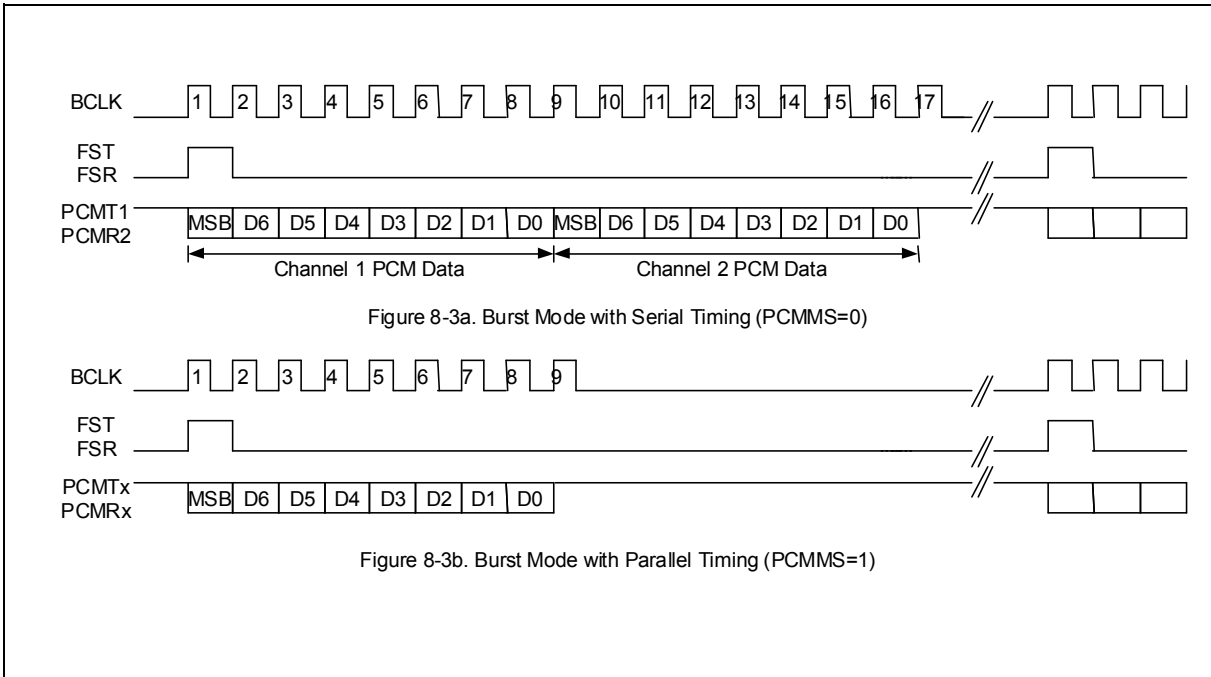 BCLK 1 2 3 4 5 6 7 8 9 10 11 12 13 14 15 16 17
FST
FSR
PCMT1
PCMR2
MSB D6 D5 D4 D3 D2 D1 D0 MSB D6 D5 D4 D3 D2 D1 D0
Channel 1 PCM Data Channel 2 PCM Data
Figure 8-3a. Burst Mode with Serial Timing (PCMMS=0)
BCLK 1 2 3 4 5 6 7 8 9
FST
FSR
PCMTx
PCMRx
MSB D6 D5 D4 D3 D2 D1 D0
Figure 8-3b. Burst Mode with Parallel Timing (PCMMS=1)